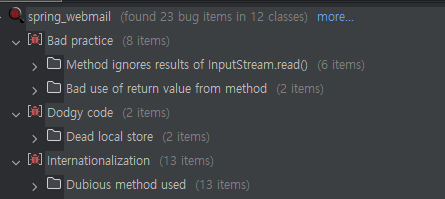 spring_webmail (found 23 bug items in 12 classes) more...
Bad practice (8 items)
Method ignores results of InputStream.read() (6 items)
Bad use of return value from method (2 items)
Dodgy code (2 items)
Dead local store (2 items)
Internationalization (13 items)
Dubious method used (13 items)